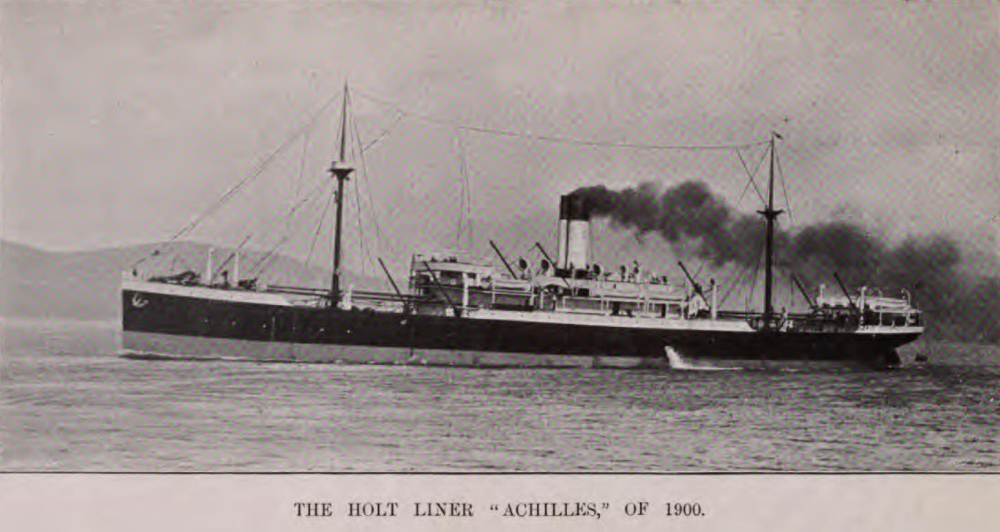 THE HOLT LINER “ACHILLES,” OF 1900.